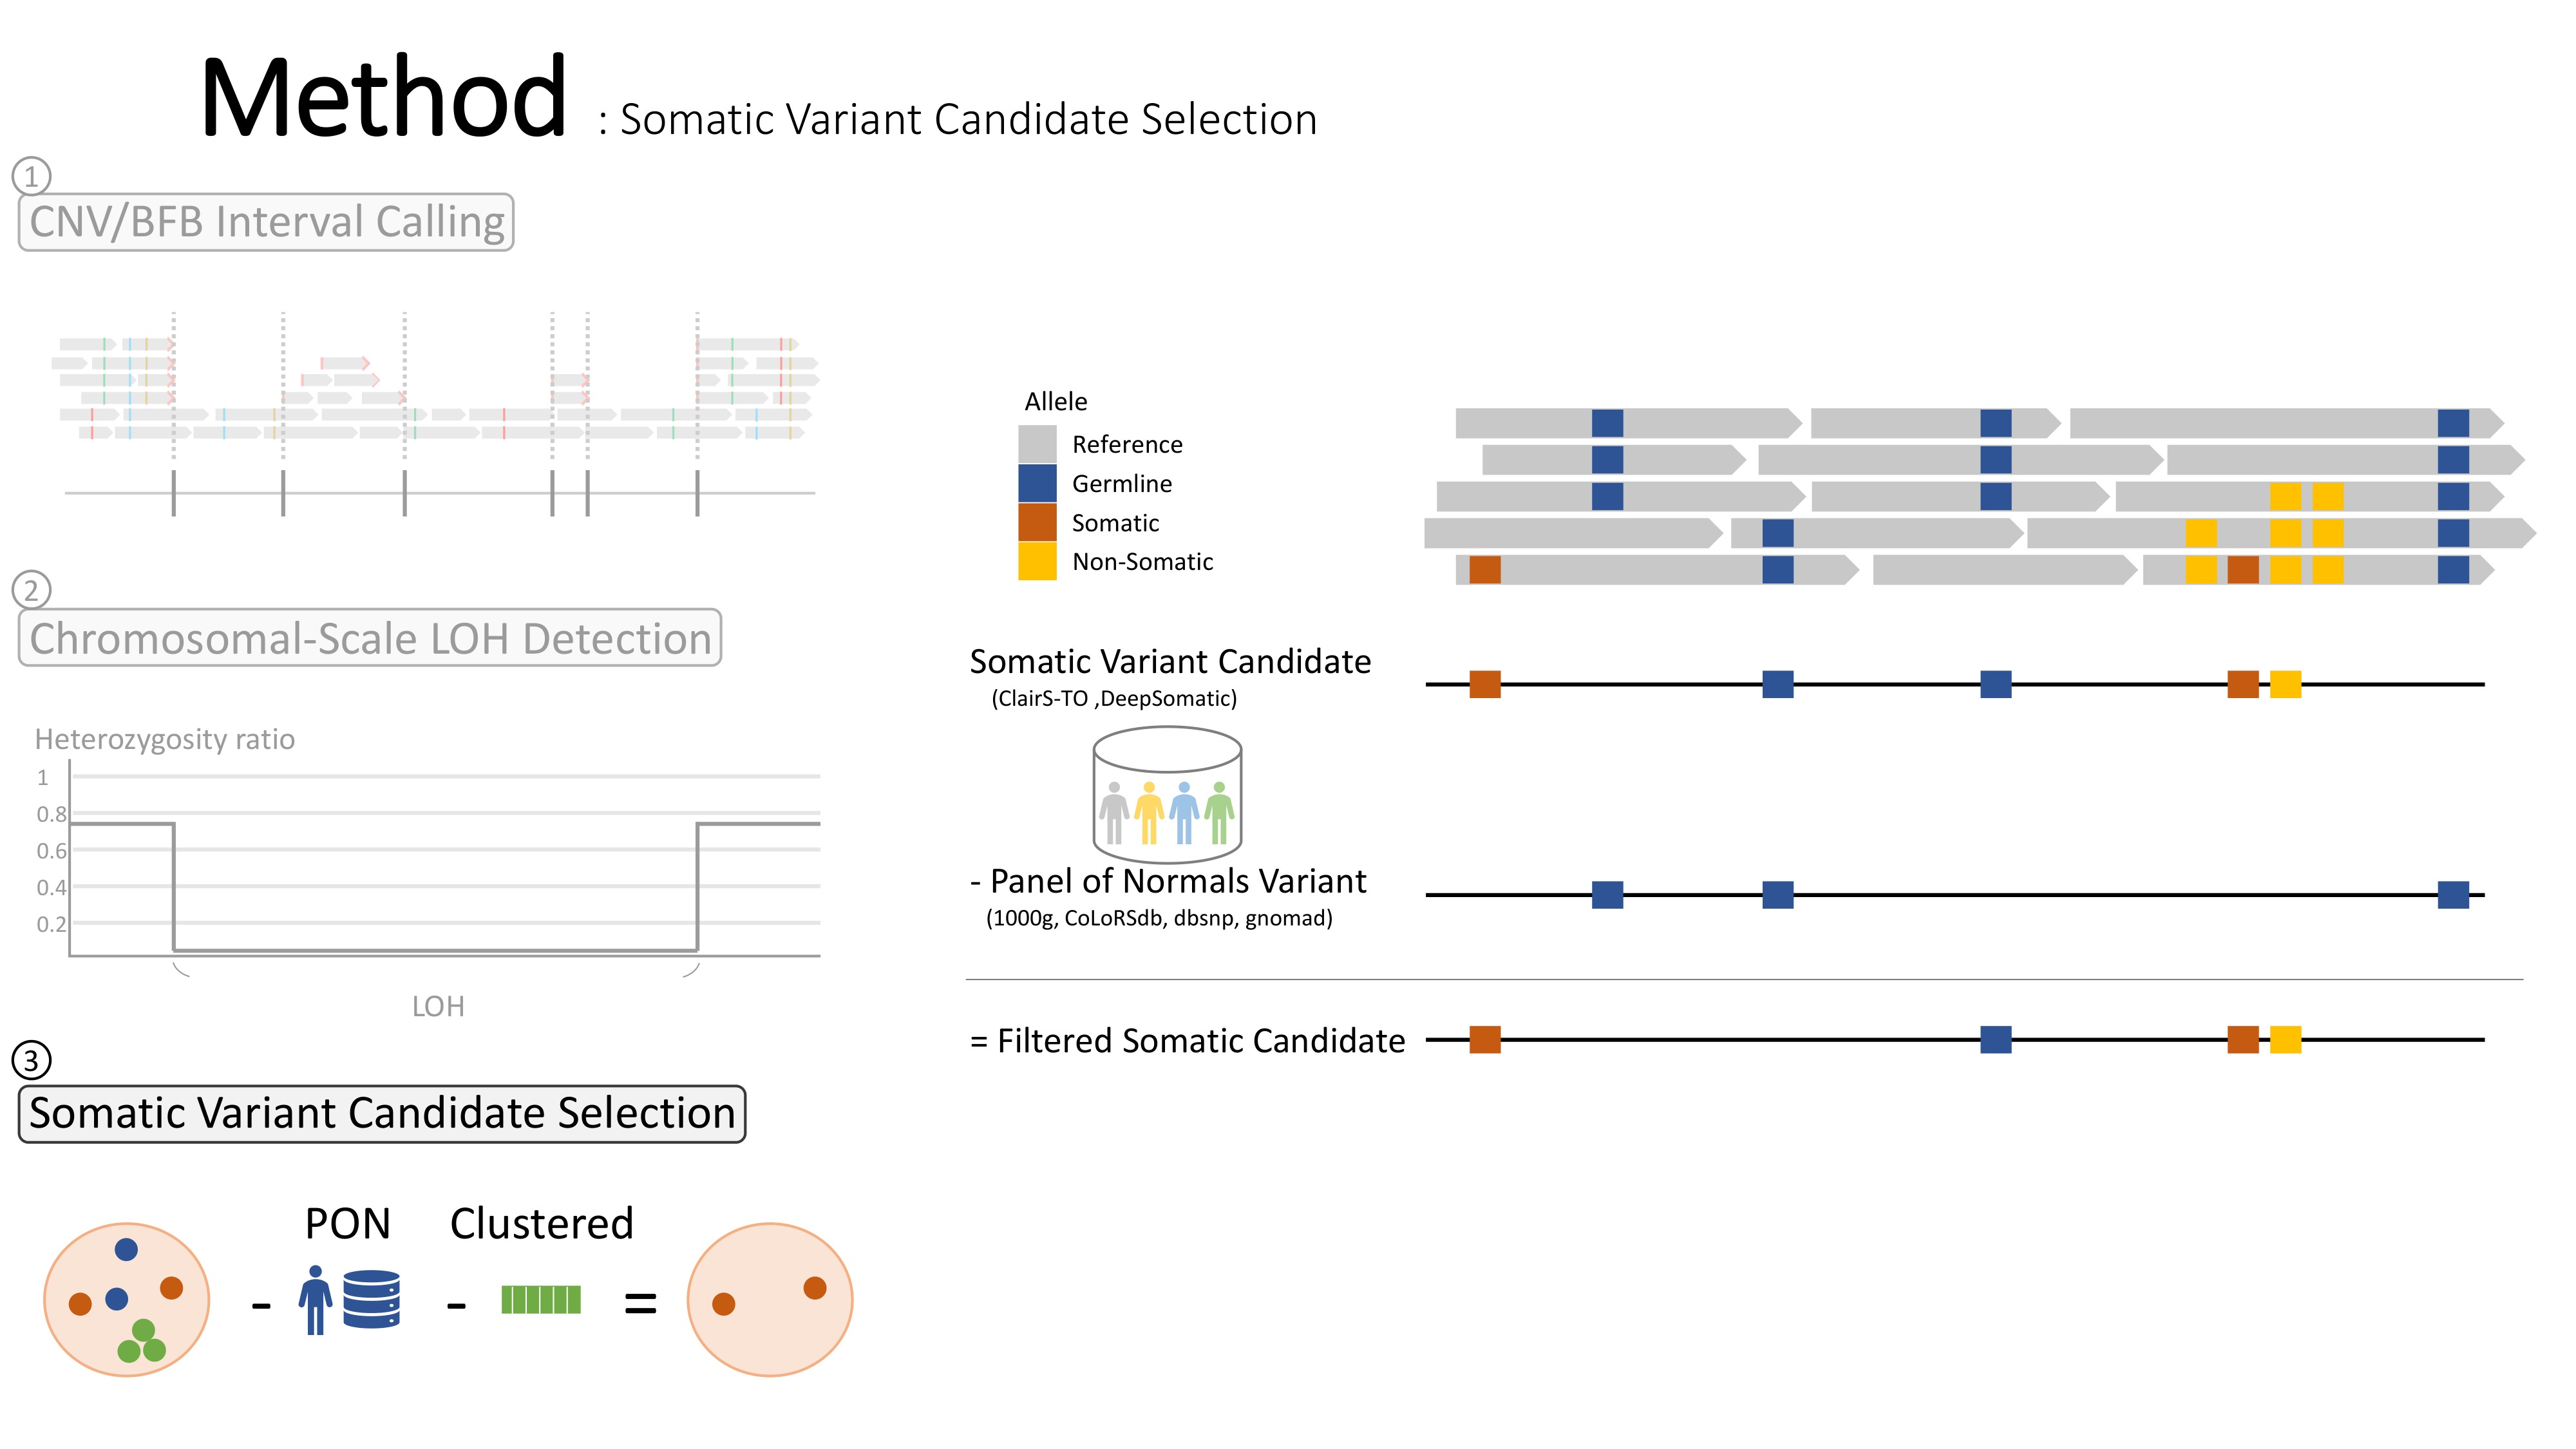 Method : Somatic Variant Candidate Selection
1
CNV/BFB Interval Calling
2
Chromosomal-Scale LOH Detection
Heterozygosity ratio
1
0.8
0.6
0.4
0.2
LOH
3
Somatic Variant Candidate Selection
PON
Clustered
-
-
=
Allele
Reference
Germline
Somatic
Non-Somatic
Somatic Variant Candidate
(ClairS-TO ,DeepSomatic)
- Panel of Normals Variant
(1000g, CoLoRSdb, dbsnp, gnomad)
= Filtered Somatic Candidate